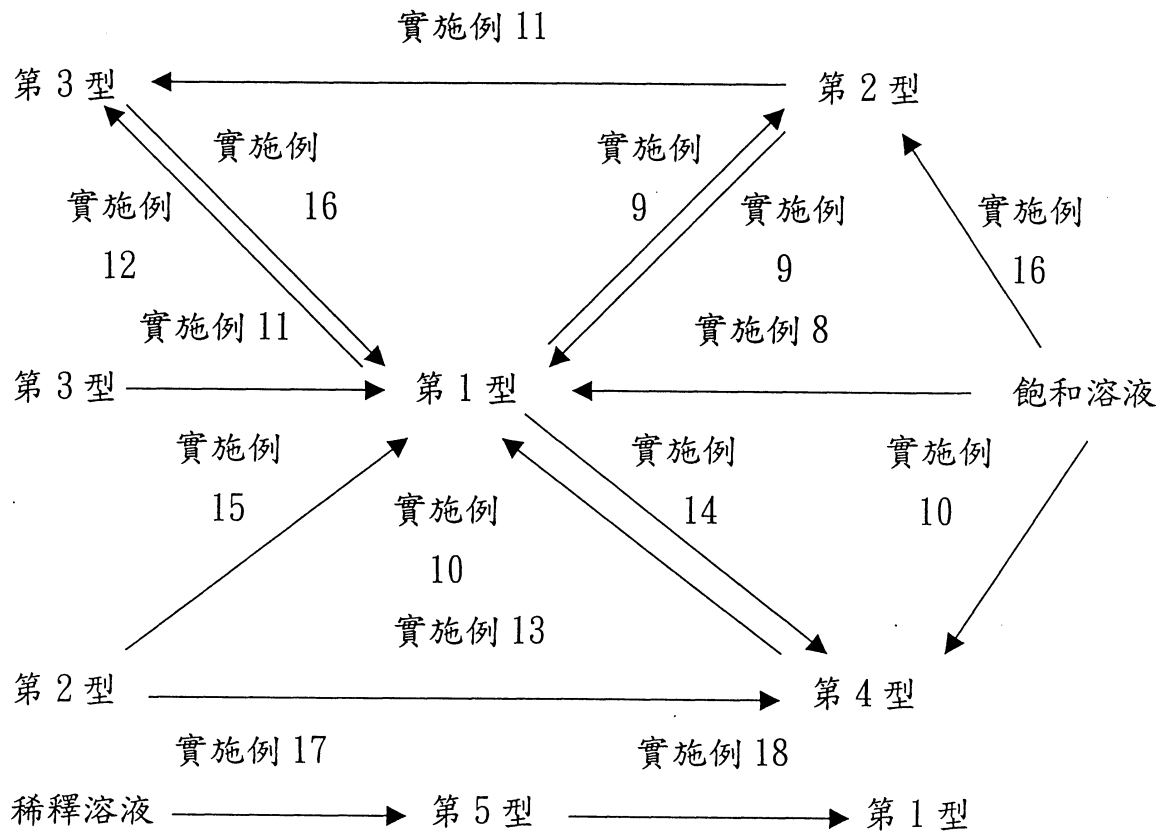 實施例 11
第 3 型
第 2 型
實施例
16
實施例
9
實施例
12
實施例
9
實施例
16
實施例 11
實施例 8
第 3 型
第 1 型
飽和溶液
實施例
15
實施例
10
實施例
14
實施例
10
實施例 13
第 2 型
第 4 型
實施例 17
實施例 18
稀釋溶液
第 5 型
第 1 型